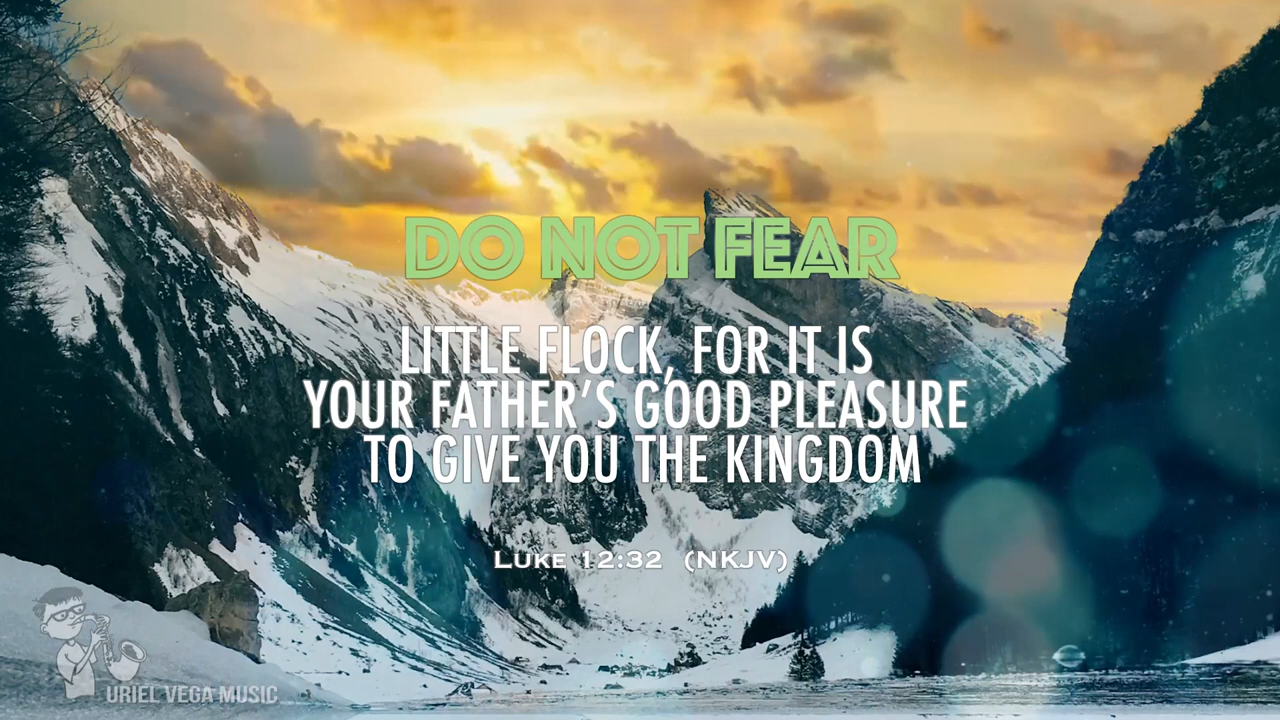 DO NOT FEAR
LITTLE FLOCK, FOR IT IS
YOUR FATHER'S GOOD PLEASURE
TO GIVE YOU THE KINGDOM
LUKE 12:32 (NKJV)
URIEL VEGA MUSIC